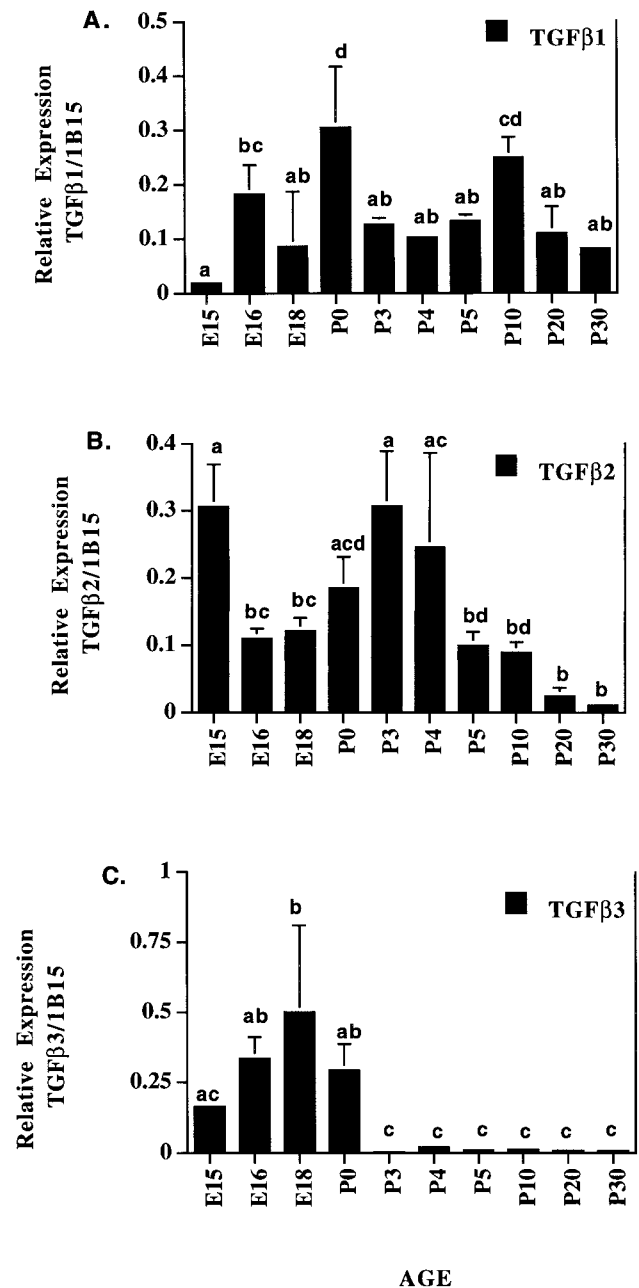 A.
TGFβ1
Relative Expression
TGFβ1/1B15
0.5
0.4
0.3
0.2
0.1
0
a
bc
ab
d
ab
ab
ab
cd
ab
ab
E15
E16
E18
P0
P3
P4
P5
P10
P20
P30
B.
TGFβ2
Relative Expression
TGFβ2/1B15
0.4
0.3
0.2
0.1
0
a
bc
bc
acd
a
ac
bd
bd
b
b
E15
E16
E18
P0
P3
P4
P5
P10
P20
P30
C.
TGFβ3
Relative Expression
TGFβ3/1B15
1
0.75
0.5
0.25
0
ac
ab
b
ab
c
c
c
c
c
c
E15
E16
E18
P0
P3
P4
P5
P10
P20
P30
AGE